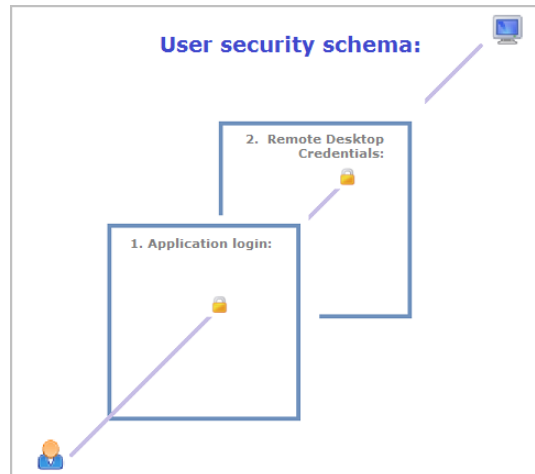 User security schema:
2. Remote Desktop
Credentials:
1. Application login: